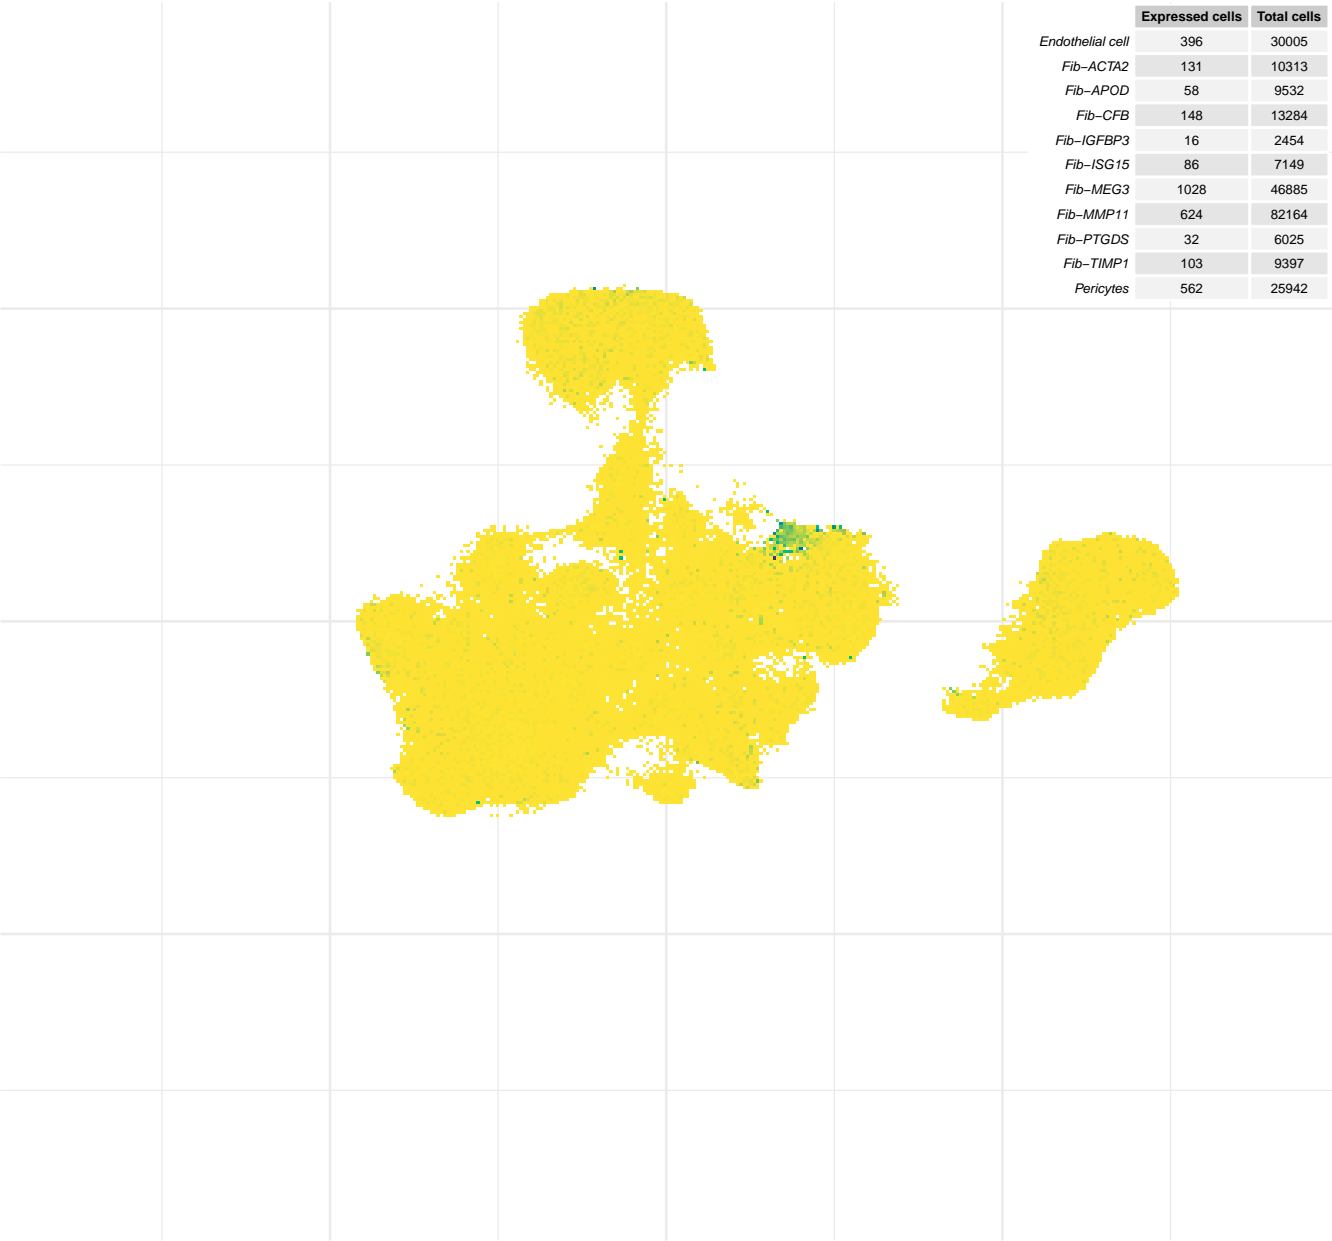 Expressed cells Total cells
Endothelial cell 396 30005
Fib−ACTA2 131 10313
Fib−APOD 58 9532
Fib−CFB 148 13284
Fib−IGFBP3 16 2454
Fib−ISG15 86 7149
Fib−MEG3 1028 46885
Fib−MMP11 624 82164
Fib−PTGDS 32 6025
Fib−TIMP1 103 9397
Pericytes 562 25942